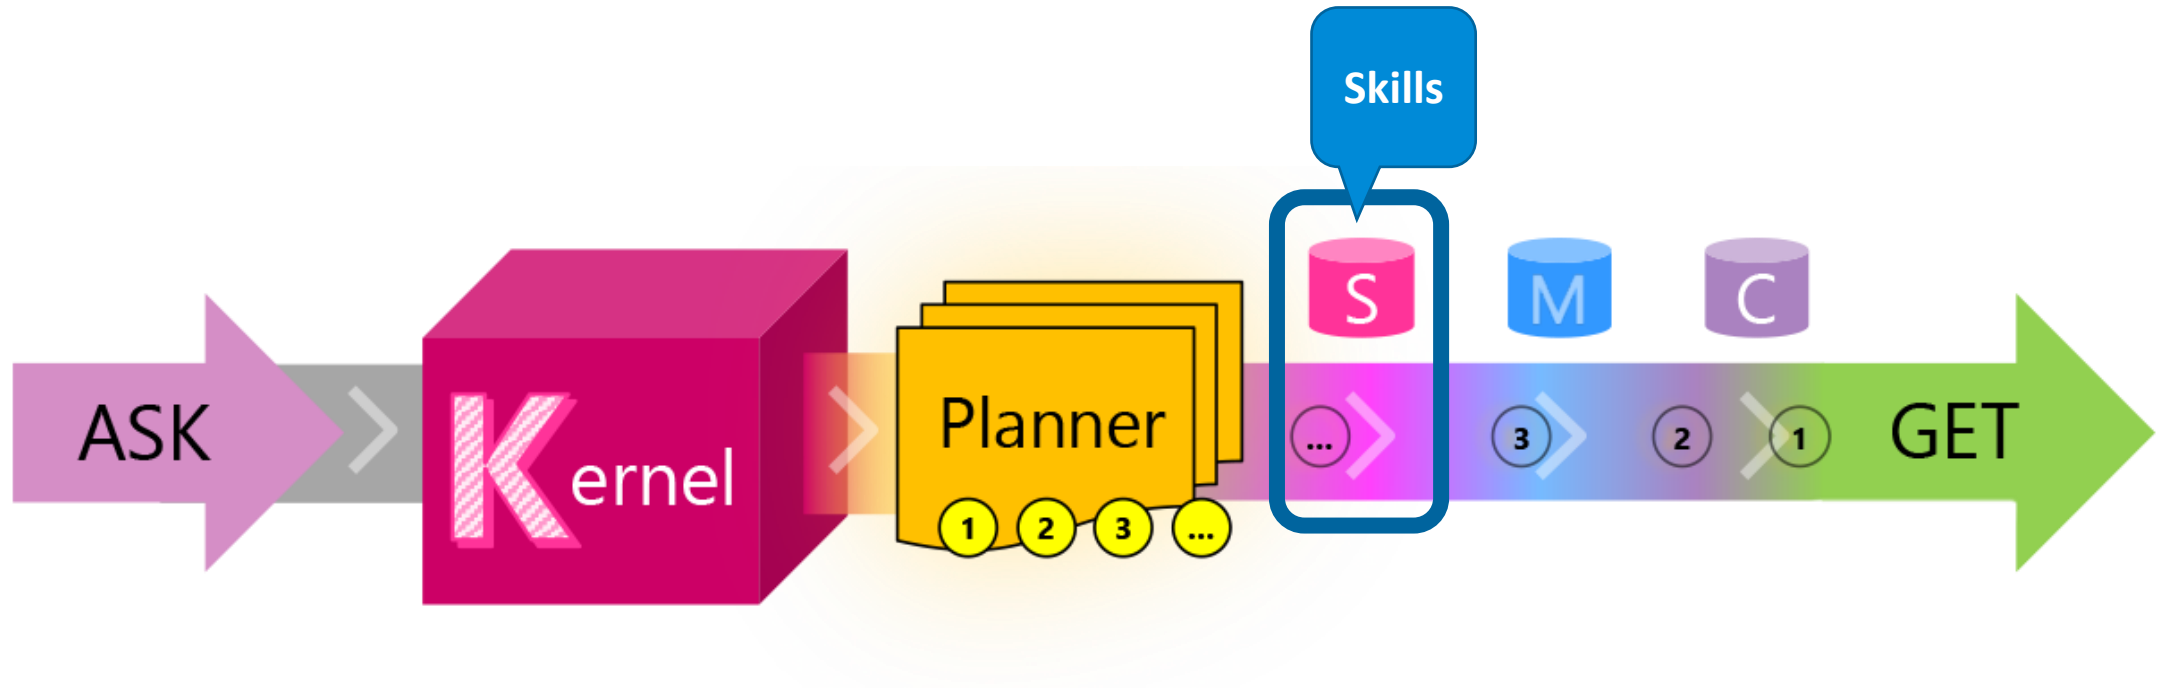 Skills
S
M
C
ASK
Kernel
Planner
1 2 3 ...
... 3 2 1
GET